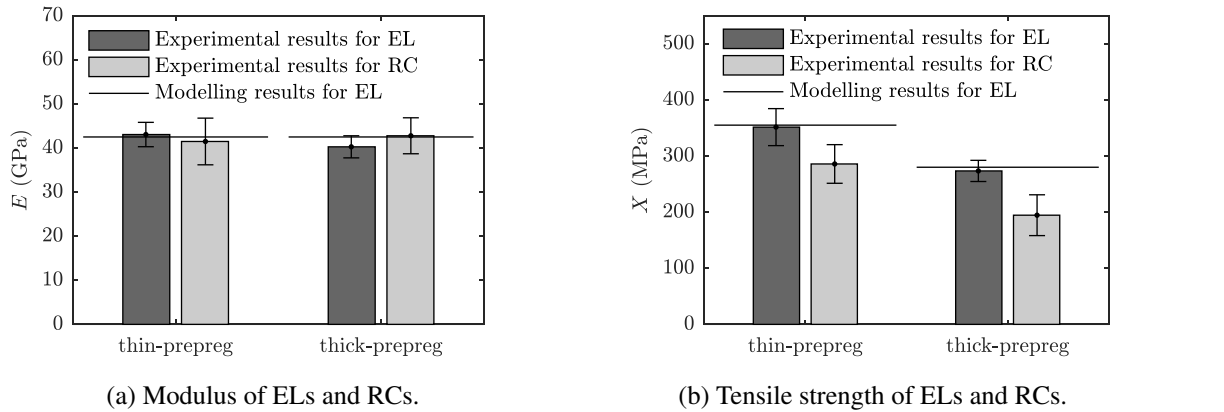 70
60
50
40
30
20
10
0
E (GPa)
Experimental results for EL
Experimental results for RC
Modelling results for EL
thin-prepreg thick-prepreg
(a) Modulus of ELs and RCs.
500
400
300
200
100
0
X (MPa)
Experimental results for EL
Experimental results for RC
Modelling results for EL
thin-prepreg thick-prepreg
(b) Tensile strength of ELs and RCs.